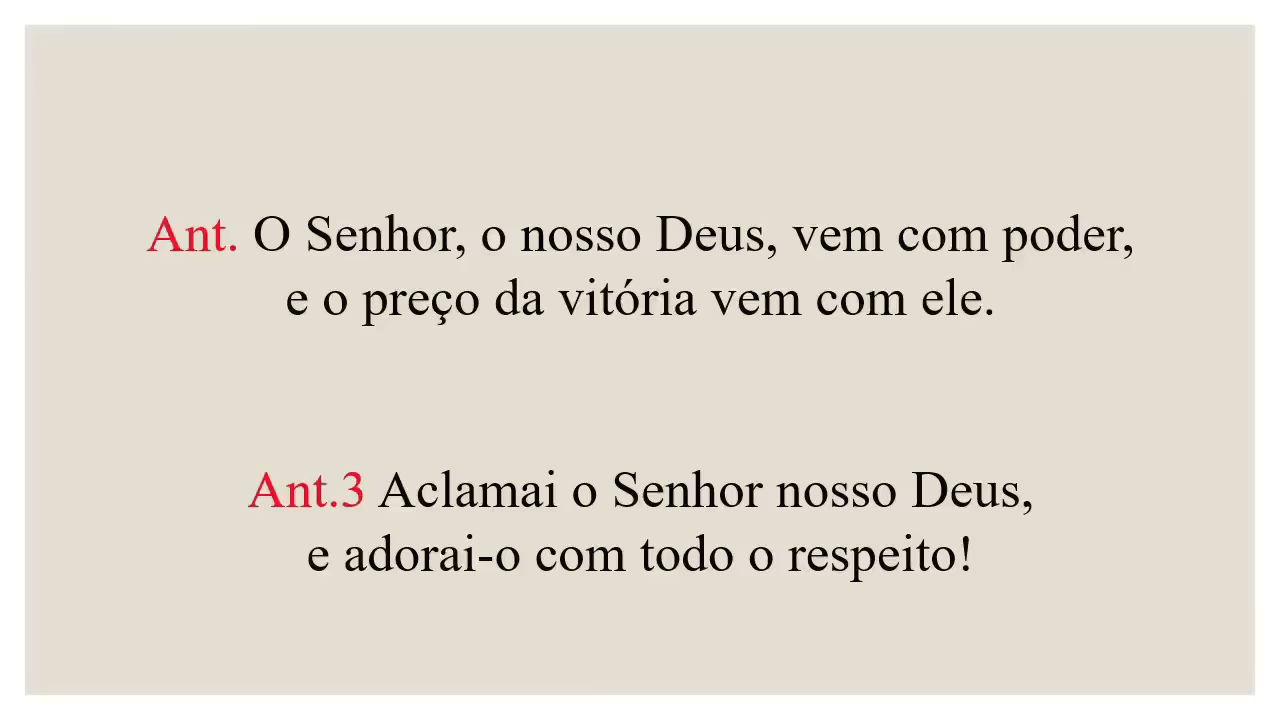 Ant. O Senhor, o nosso Deus, vem com poder,
e o preço da vitória vem com ele.
Ant.3 Aclamai o Senhor nosso Deus,
e adorai-o com todo o respeito!